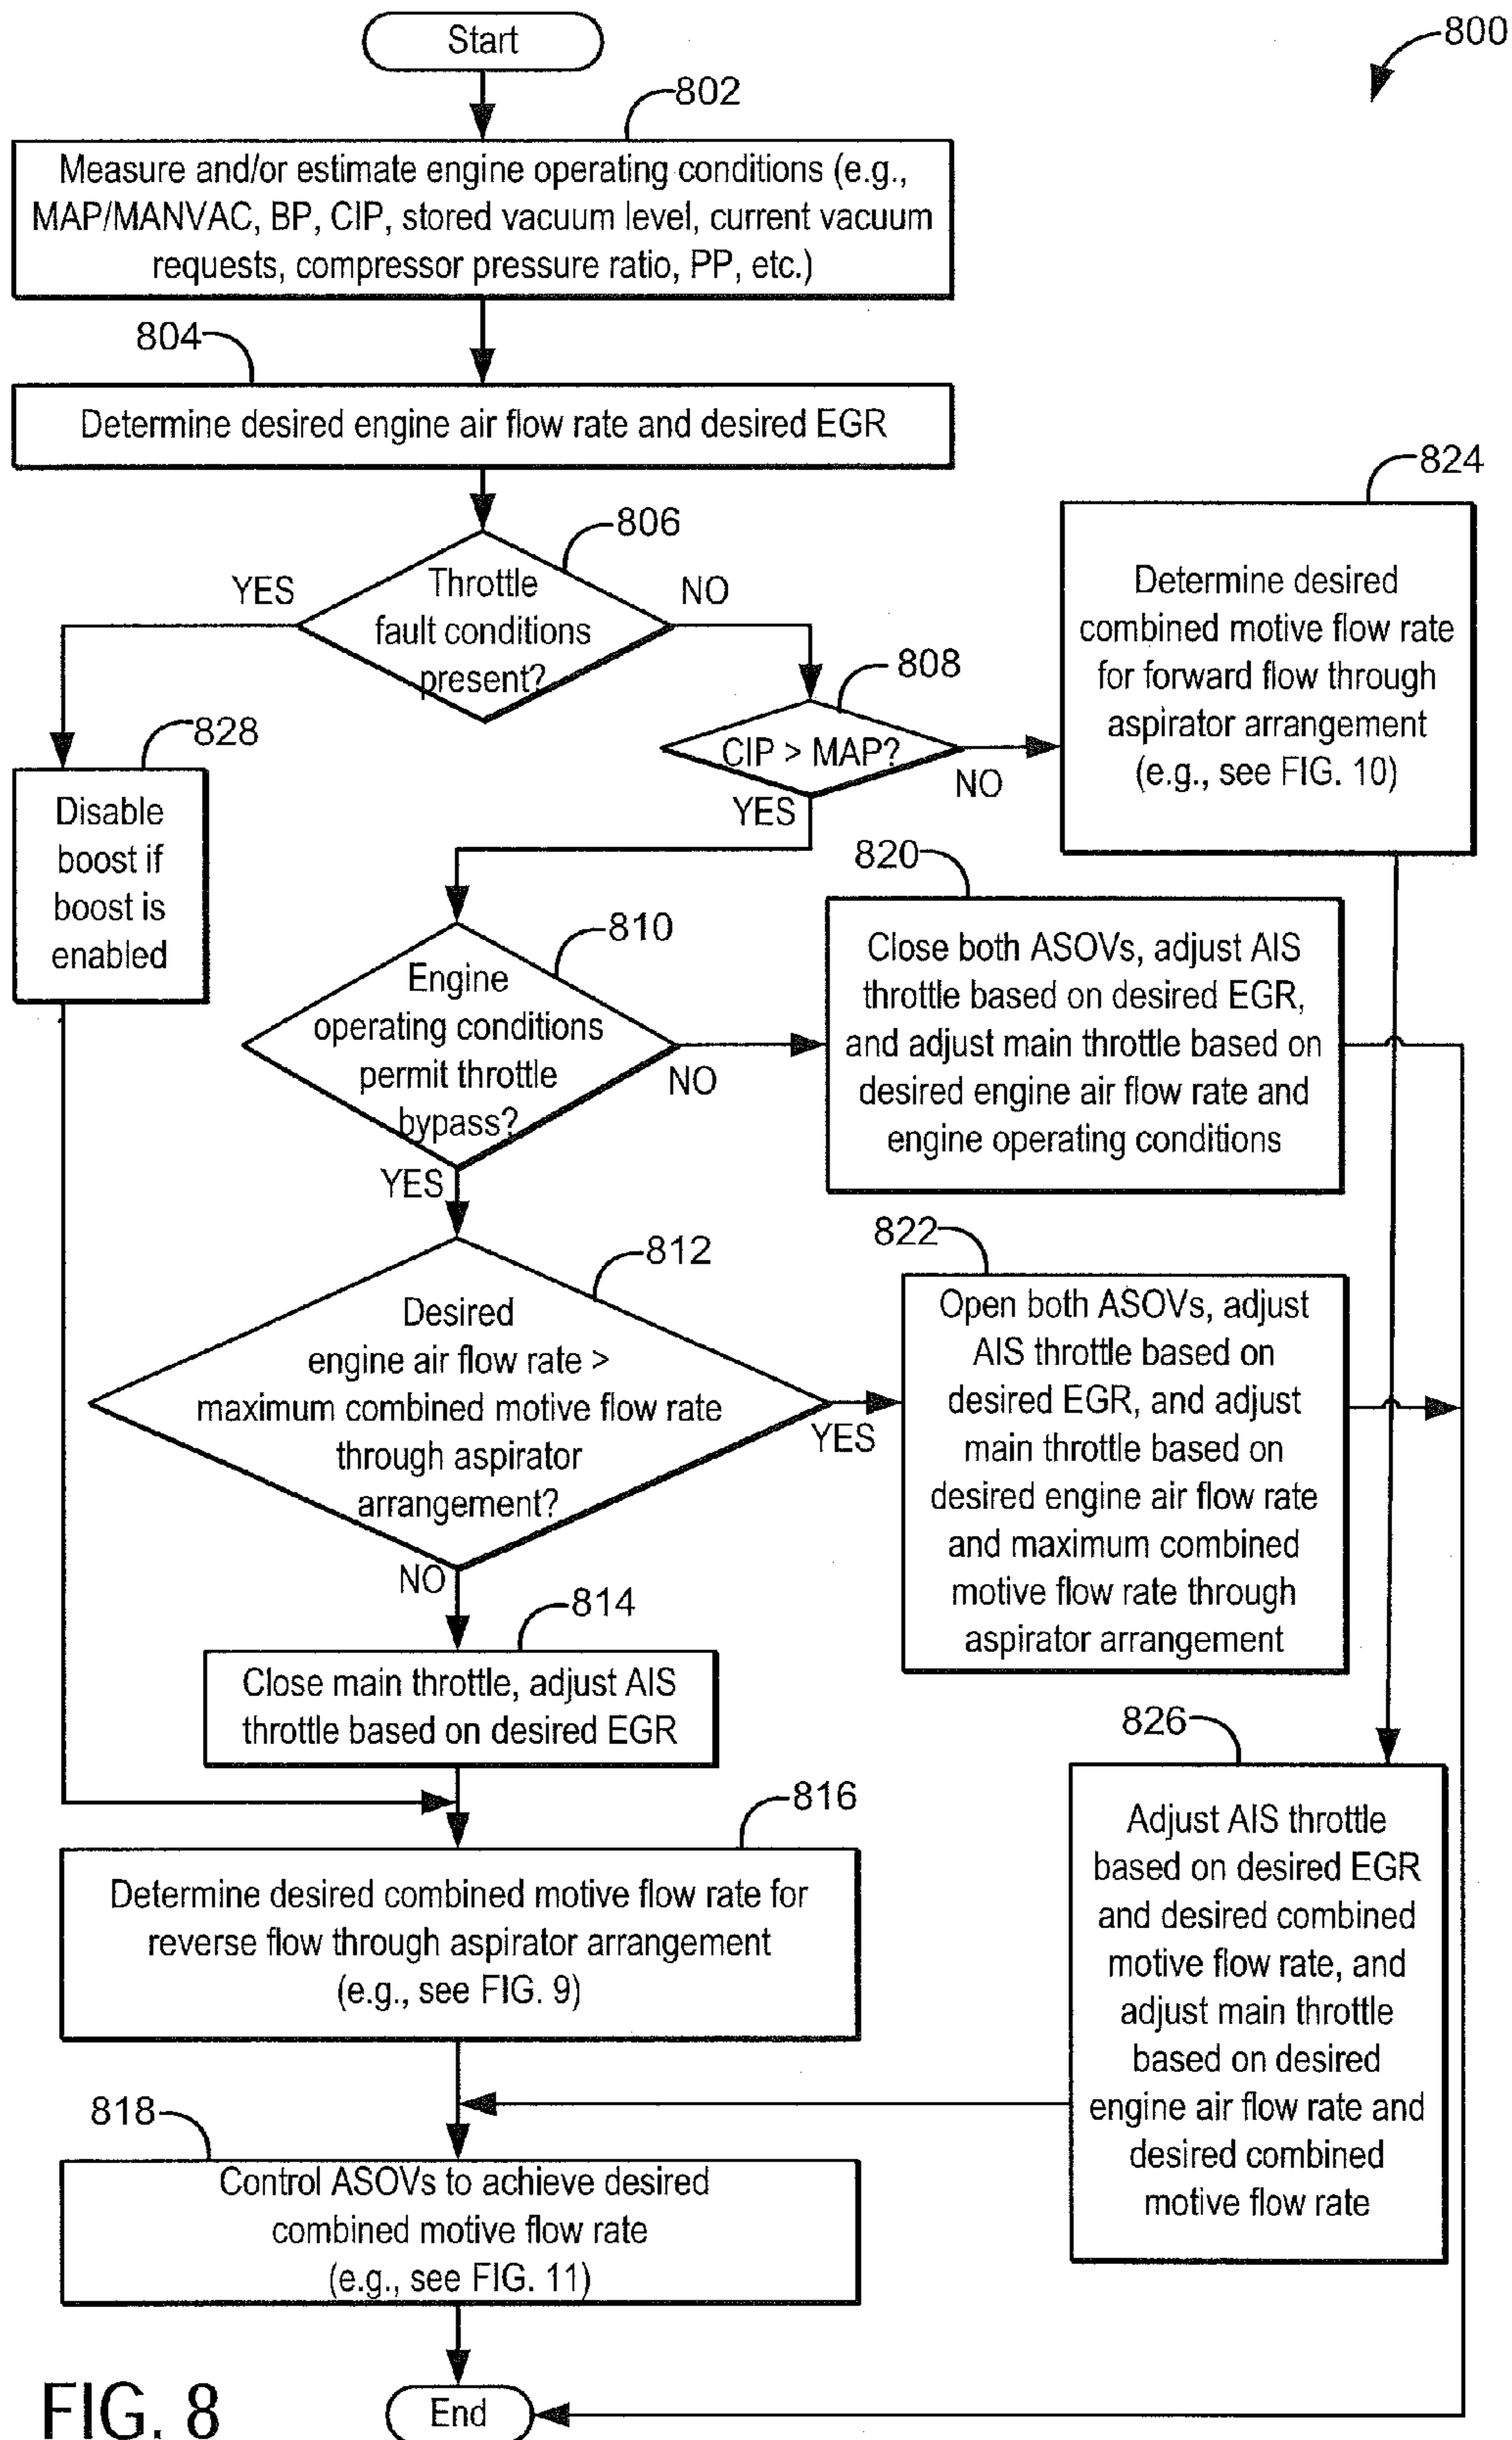 Start
800
802
Measure and/or estimate engine operating conditions (e.g.,
MAP/MANVAC, BP, CIP, stored vacuum level, current vacuum
requests, compressor pressure ratio, PP, etc.)
804
Determine desired engine air flow rate and desired EGR
806
YES
Throttle
fault conditions
present?
NO
824
Determine desired
combined motive flow rate
for forward flow through
aspirator arrangement
(e.g., see FIG. 10)
808
CIP > MAP?
NO
YES
828
Disable
boost if
boost is
enabled
810
Engine
operating conditions
permit throttle
bypass?
NO
YES
820
Close both ASOVs, adjust AIS
throttle based on desired EGR,
and adjust main throttle based on
desired engine air flow rate and
engine operating conditions
812
Desired
engine air flow rate >
maximum combined motive flow rate
through aspirator
arrangement?
YES
NO
822
Open both ASOVs, adjust
AIS throttle based on
desired EGR, and adjust
main throttle based on
desired engine air flow rate
and maximum combined
motive flow rate through
aspirator arrangement
814
Close main throttle, adjust AIS
throttle based on desired EGR
816
Determine desired combined motive flow rate for
reverse flow through aspirator arrangement
(e.g., see FIG. 9)
826
Adjust AIS throttle
based on desired EGR
and desired combined
motive flow rate, and
adjust main throttle
based on desired
engine air flow rate and
desired combined
motive flow rate
818
Control ASOVs to achieve desired
combined motive flow rate
(e.g., see FIG. 11)
End
FIG. 8